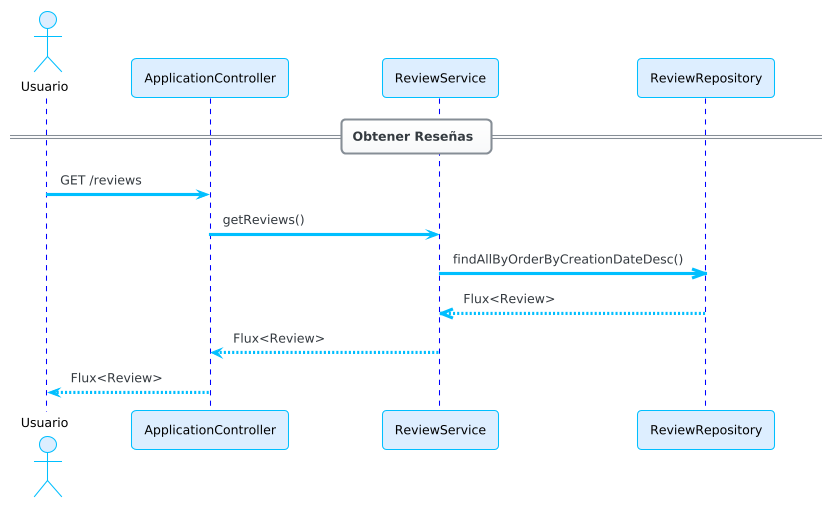 Usuario
ApplicationController
ReviewService
ReviewRepository
Obtener Reseñas
GET /reviews
getReviews()
findAllByOrderByCreationDateDesc()
Flux<Review>
Flux<Review>
Flux<Review>
Usuario
ApplicationController
ReviewService
ReviewRepository